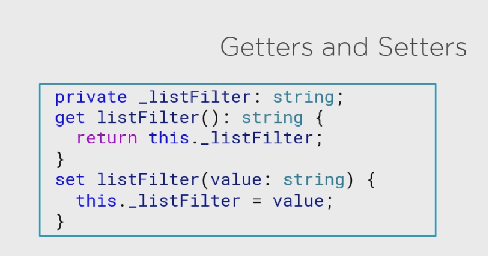 Getters and Setters
private _listFilter: string;
get listFilter(): string {
  return this._listFilter;
}
set listFilter(value: string) {
  this._listFilter = value;
}